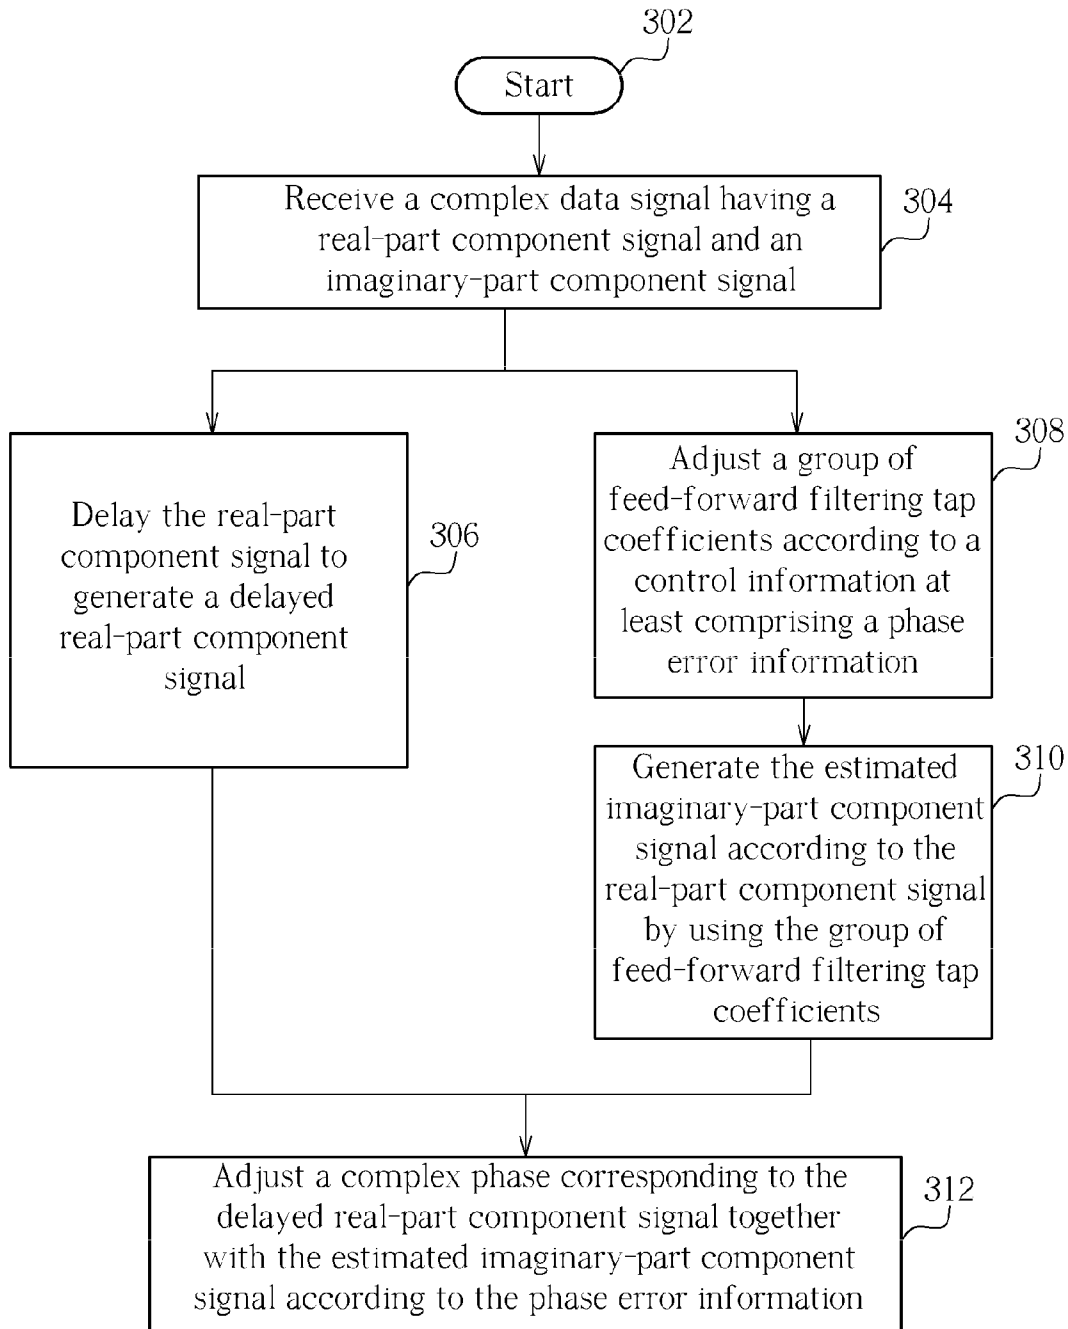 302
Start
304
Receive a complex data signal having a
real-part component signal and an
imaginary-part component signal
306
Delay the real-part
component signal to
generate a delayed
real-part component
signal
308
Adjust a group of
feed-forward filtering tap
coefficients according to a
control information at
least comprising a phase
error information
310
Generate the estimated
imaginary-part component
signal according to the
real-part component signal
by using the group of
feed-forward filtering tap
coefficients
312
Adjust a complex phase corresponding to the
delayed real-part component signal together
with the estimated imaginary-part component
signal according to the phase error information